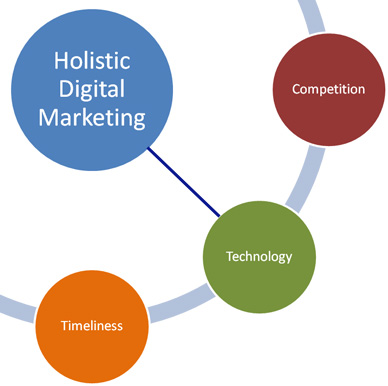 Holistic
Digital
Marketing
Competition
Technology
Timeliness